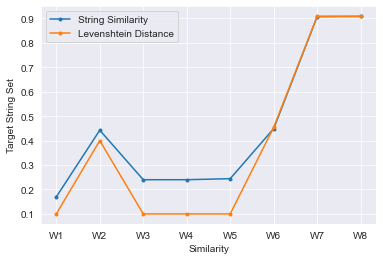 String Similarity
Levenshtein Distance
0.9
0.8
0.7
0.6
0.5
0.4
0.3
0.2
0.1
Target String Set
W1 W2 W3 W4 W5 W6 W7 W8
Similarity